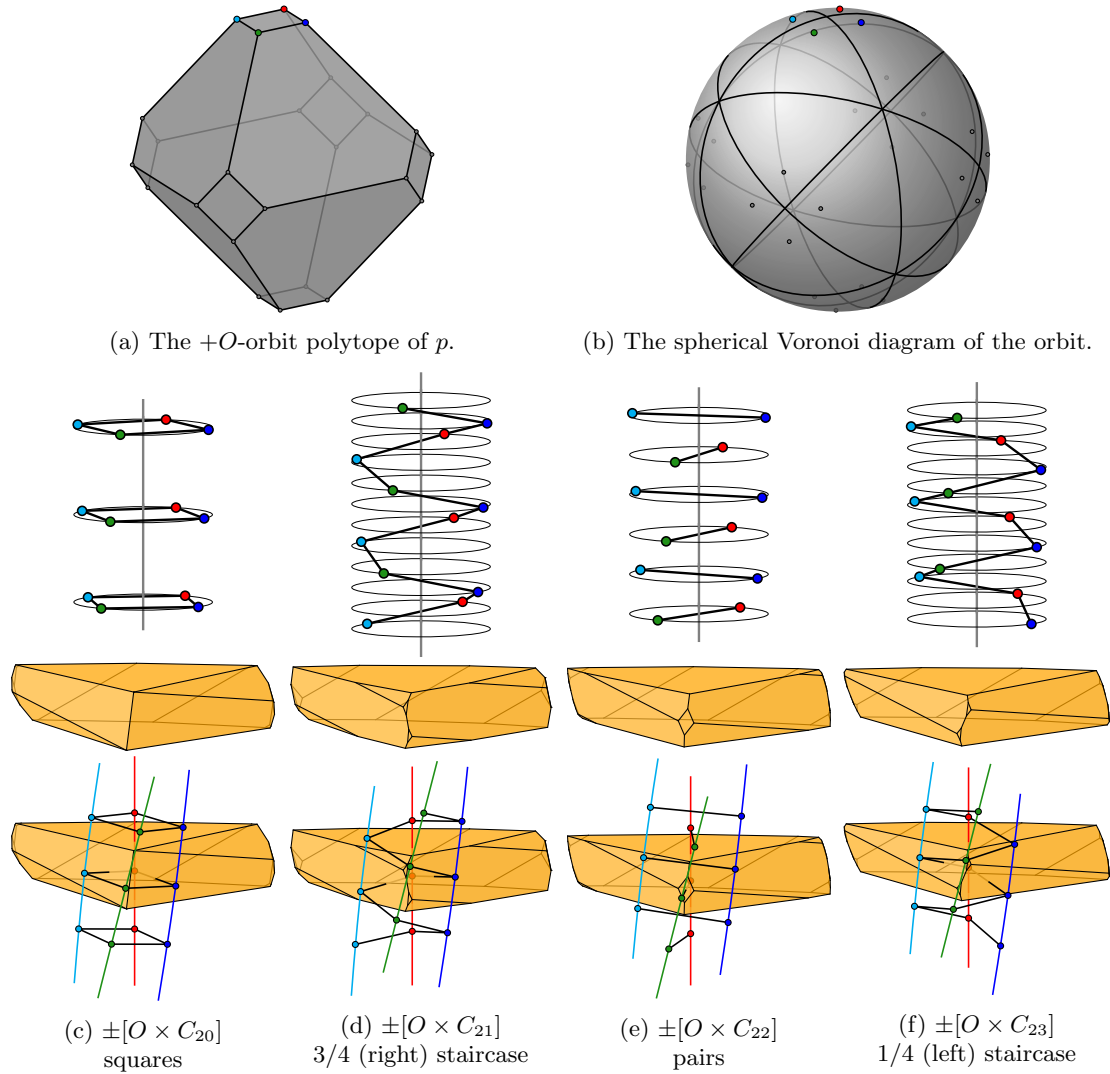 (a) The +O-orbit polytope of p.
(b) The spherical Voronoi diagram of the orbit.
(c) ±[O × C₂₀]
squares
(d) ±[O × C₂₁]
3/4 (right) staircase
(e) ±[O × C₂₂]
pairs
(f) ±[O × C₂₃]
1/4 (left) staircase